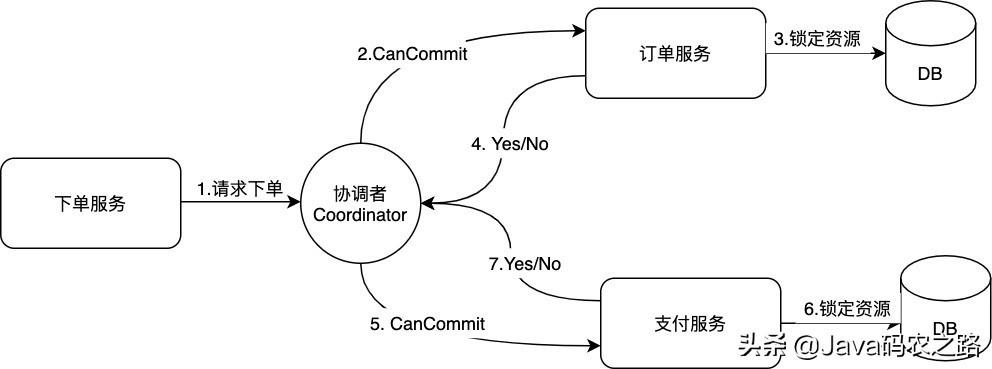 2.CanCommit
订单服务
3.锁定资源
DB
4. Yes/No
下单服务
1.请求下单
协调者
Coordinator
7.Yes/No
5. CanCommit
支付服务
6.锁定资源
DB
头条 @Java码农之路